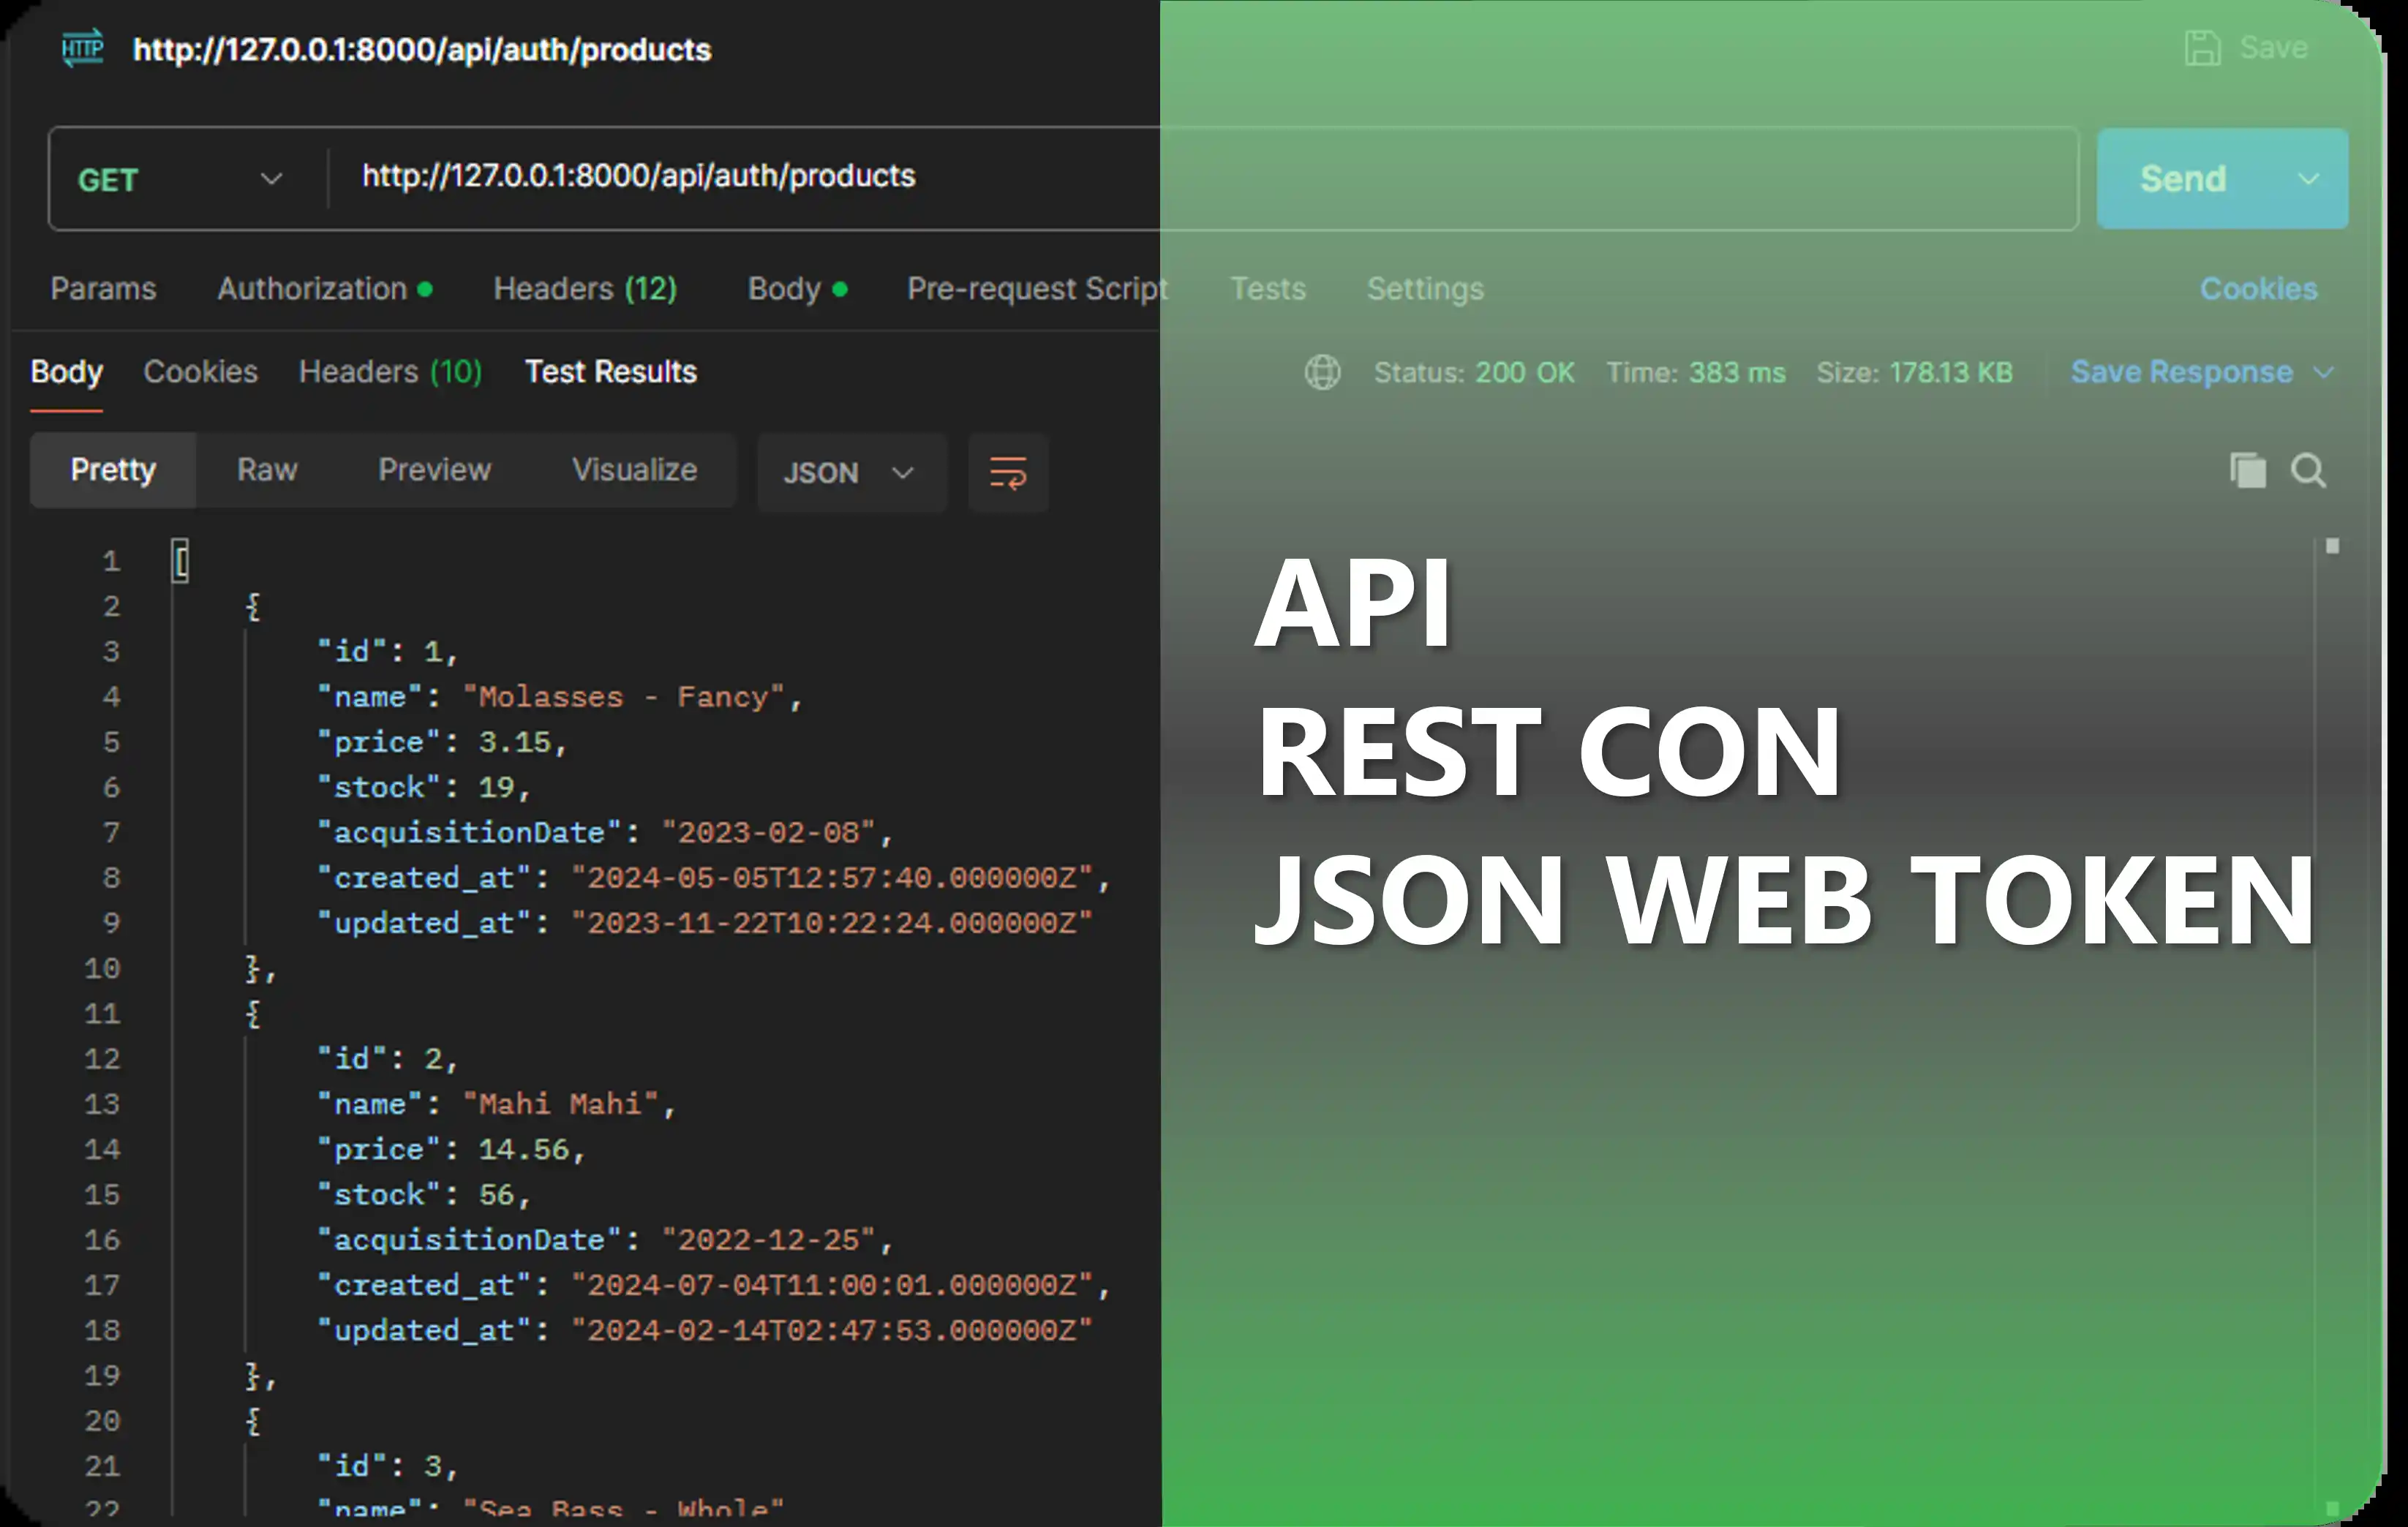 HTTP http://127.0.0.1:8000/api/auth/products
Save
GET http://127.0.0.1:8000/api/auth/products
Send
Params Authorization Headers (12) Body Pre-request Script Tests Settings Cookies
Body Cookies Headers (10) Test Results Status: 200 OK Time: 383 ms Size: 178.13 KB Save Response
Pretty Raw Preview Visualize JSON
1 [
2 {
3 "id": 1,
4 "name": "Molasses - Fancy",
5 "price": 3.15,
6 "stock": 19,
7 "acquisitionDate": "2023-02-08",
8 "created_at": "2024-05-05T12:57:40.000000Z",
9 "updated_at": "2023-11-22T10:22:24.000000Z"
10 },
11 {
12 "id": 2,
13 "name": "Mahi Mahi",
14 "price": 14.56,
15 "stock": 56,
16 "acquisitionDate": "2022-12-25",
17 "created_at": "2024-07-04T11:00:01.000000Z",
18 "updated_at": "2024-02-14T02:47:53.000000Z"
19 },
20 {
21 "id": 3,
22 "name": "Sea Bass - Whole"
API
REST CON
JSON WEB TOKEN